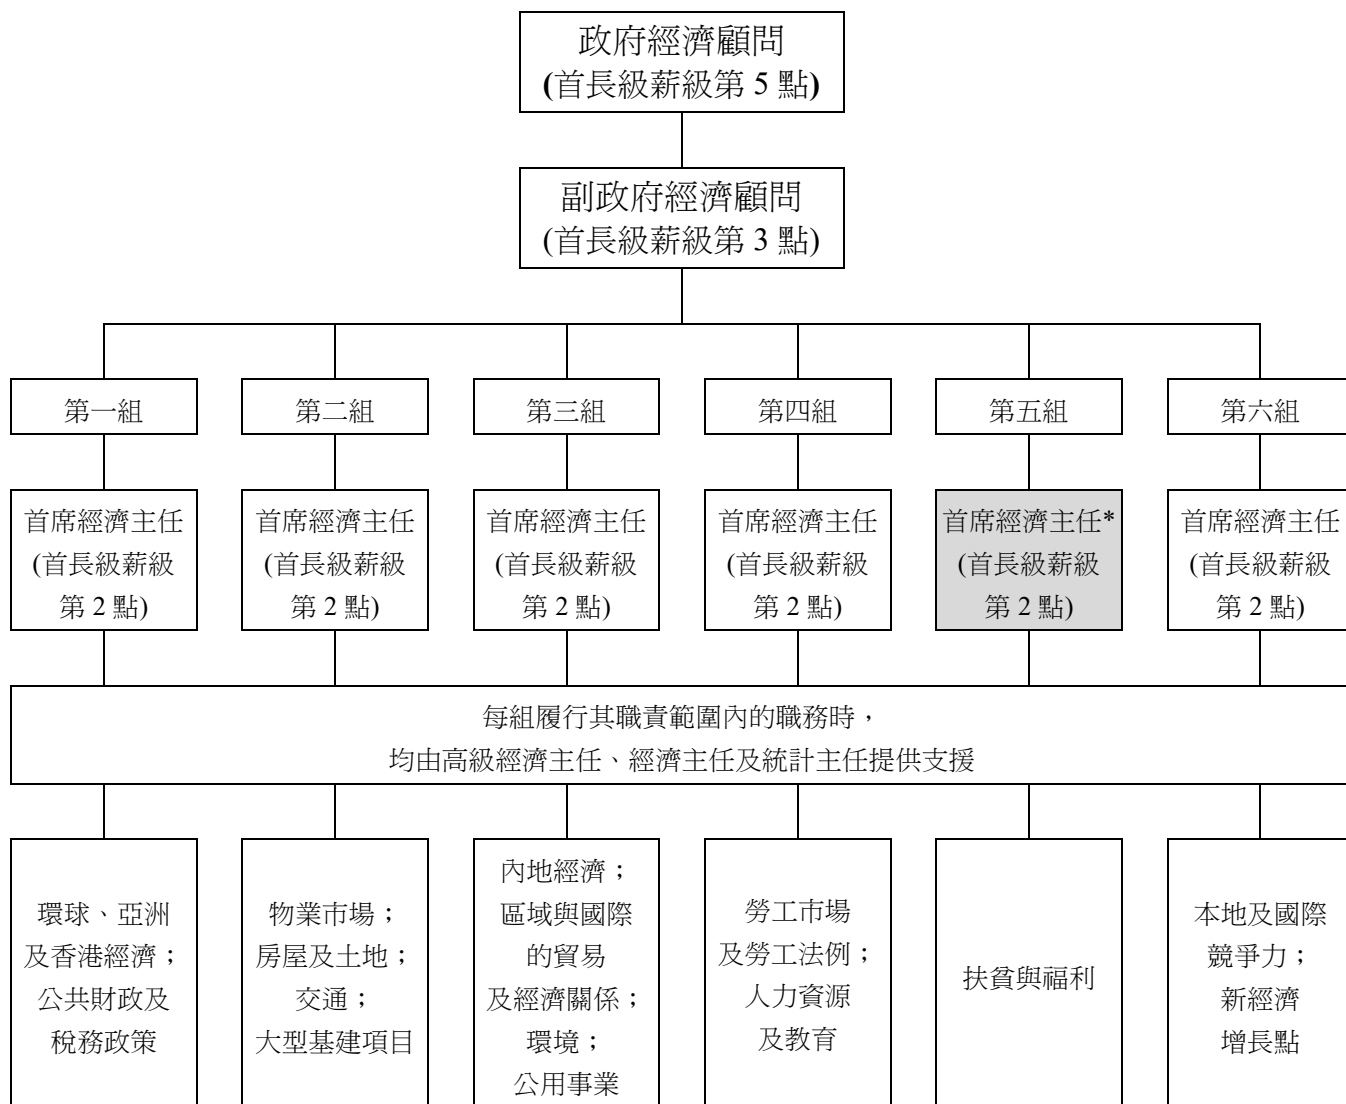 政府經濟顧問
(首長級薪級第 5 點)
副政府經濟顧問
(首長級薪級第 3 點)
第一組
第二組
第三組
第四組
第五組
第六組
首席經濟主任
(首長級薪級
第 2 點)
首席經濟主任
(首長級薪級
第 2 點)
首席經濟主任
(首長級薪級
第 2 點)
首席經濟主任
(首長級薪級
第 2 點)
首席經濟主任*
(首長級薪級
第 2 點)
首席經濟主任
(首長級薪級
第 2 點)
每組履行其職責範圍內的職務時，
均由高級經濟主任、經濟主任及統計主任提供支援
環球、亞洲
及香港經濟；
公共財政及
稅務政策
物業市場；
房屋及土地；
交通；
大型基建項目
內地經濟；
區域與國際
的貿易
及經濟關係；
環境；
公用事業
勞工市場
及勞工法例；
人力資源
及教育
扶貧與福利
本地及國際
競爭力；
新經濟
增長點